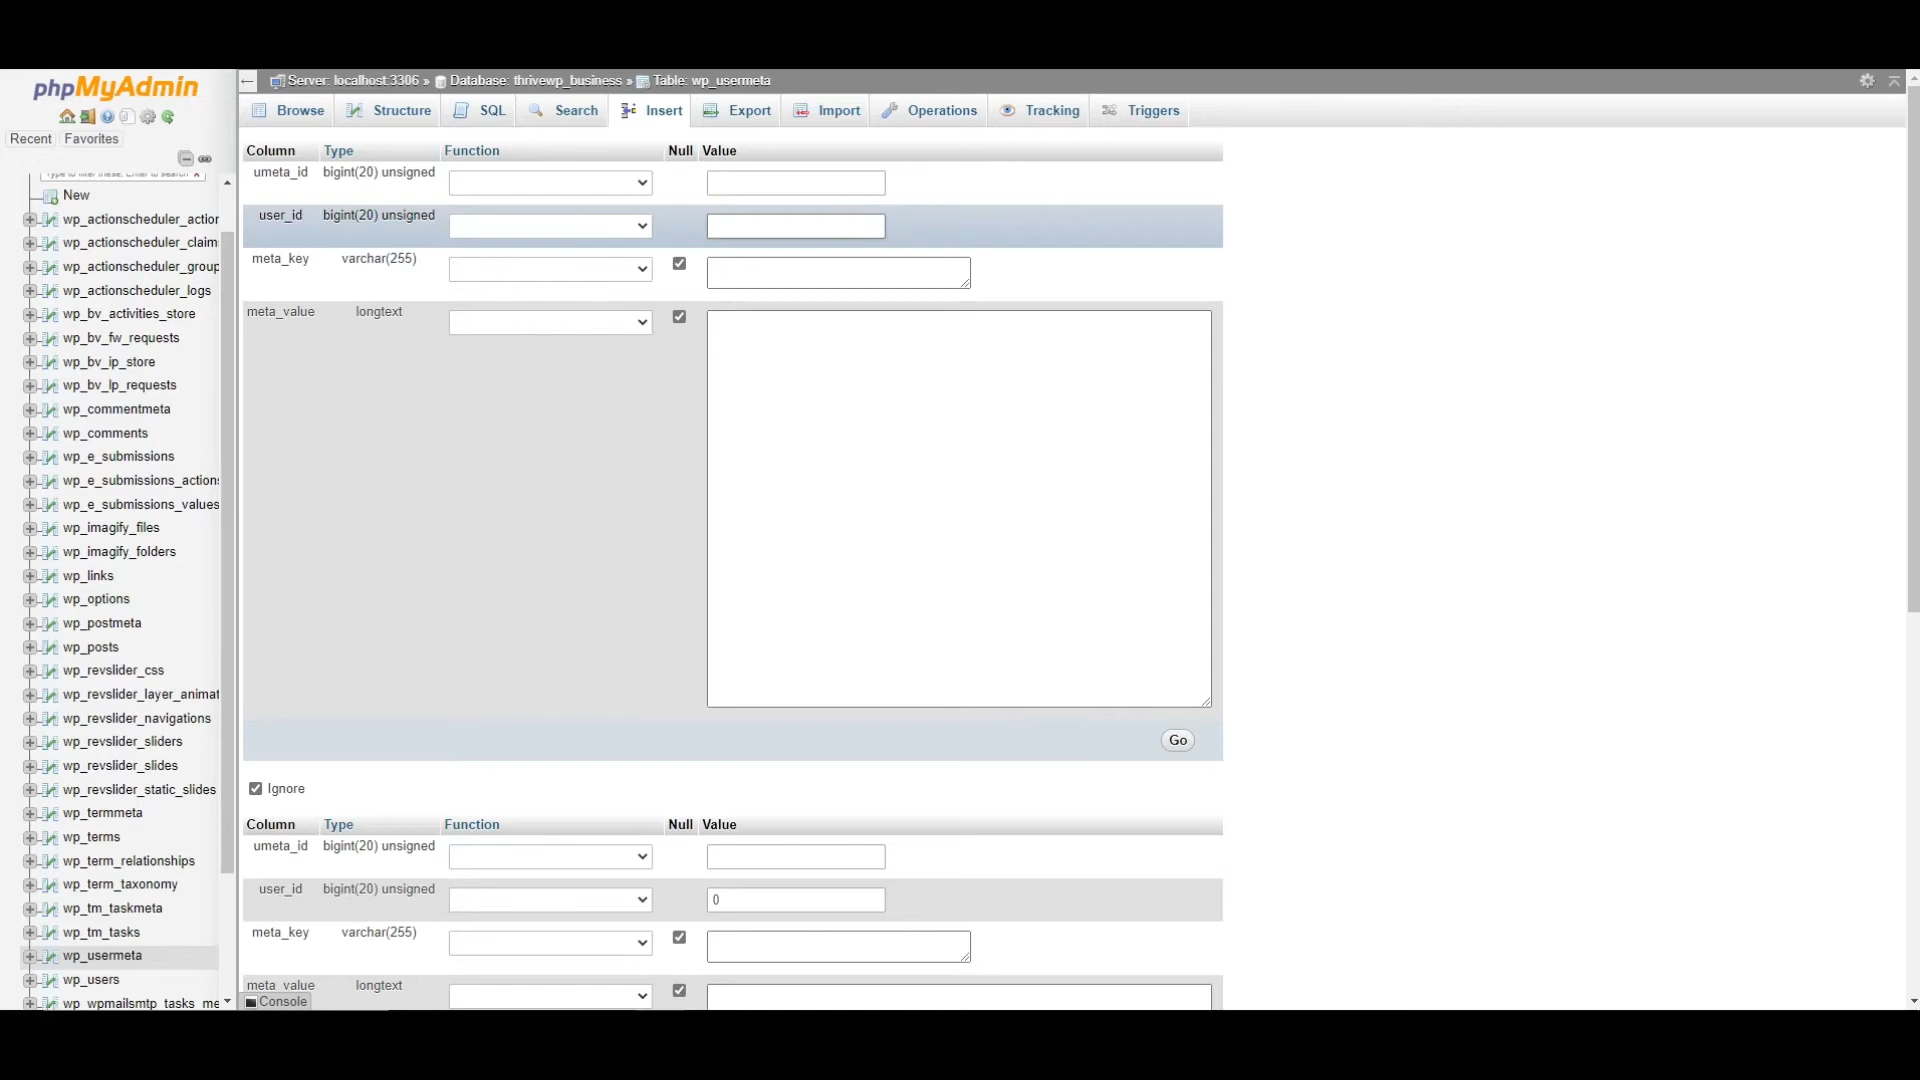 phpMyAdmin
Recent Favorites
New
wp_actionscheduler_action
wp_actionscheduler_claim
wp_actionscheduler_group
wp_actionscheduler_logs
wp_bv_activities_store
wp_bv_fw_requests
wp_bv_ip_store
wp_bv_lp_requests
wp_commentmeta
wp_comments
wp_e_submissions
wp_e_submissions_actions
wp_e_submissions_values
wp_imagify_files
wp_imagify_folders
wp_links
wp_options
wp_postmeta
wp_posts
wp_revslider_css
wp_revslider_layer_animat
wp_revslider_navigations
wp_revslider_sliders
wp_revslider_slides
wp_revslider_static_slides
wp_termmeta
wp_terms
wp_term_relationships
wp_term_taxonomy
wp_tm_taskmeta
wp_tm_tasks
wp_usermeta
wp_users
wp_wpmailsmtp_tasks_me
Server: localhost:3306 » Database: thrivewp_business » Table: wp_usermeta
Browse Structure SQL Search Insert Export Import Operations Tracking Triggers
Column Type Function Null Value
umeta_id bigint(20) unsigned
user_id bigint(20) unsigned
meta_key varchar(255)
meta_value longtext
Go
Ignore
Column Type Function Null Value
umeta_id bigint(20) unsigned
user_id bigint(20) unsigned 0
meta_key varchar(255)
meta_value longtext
Console